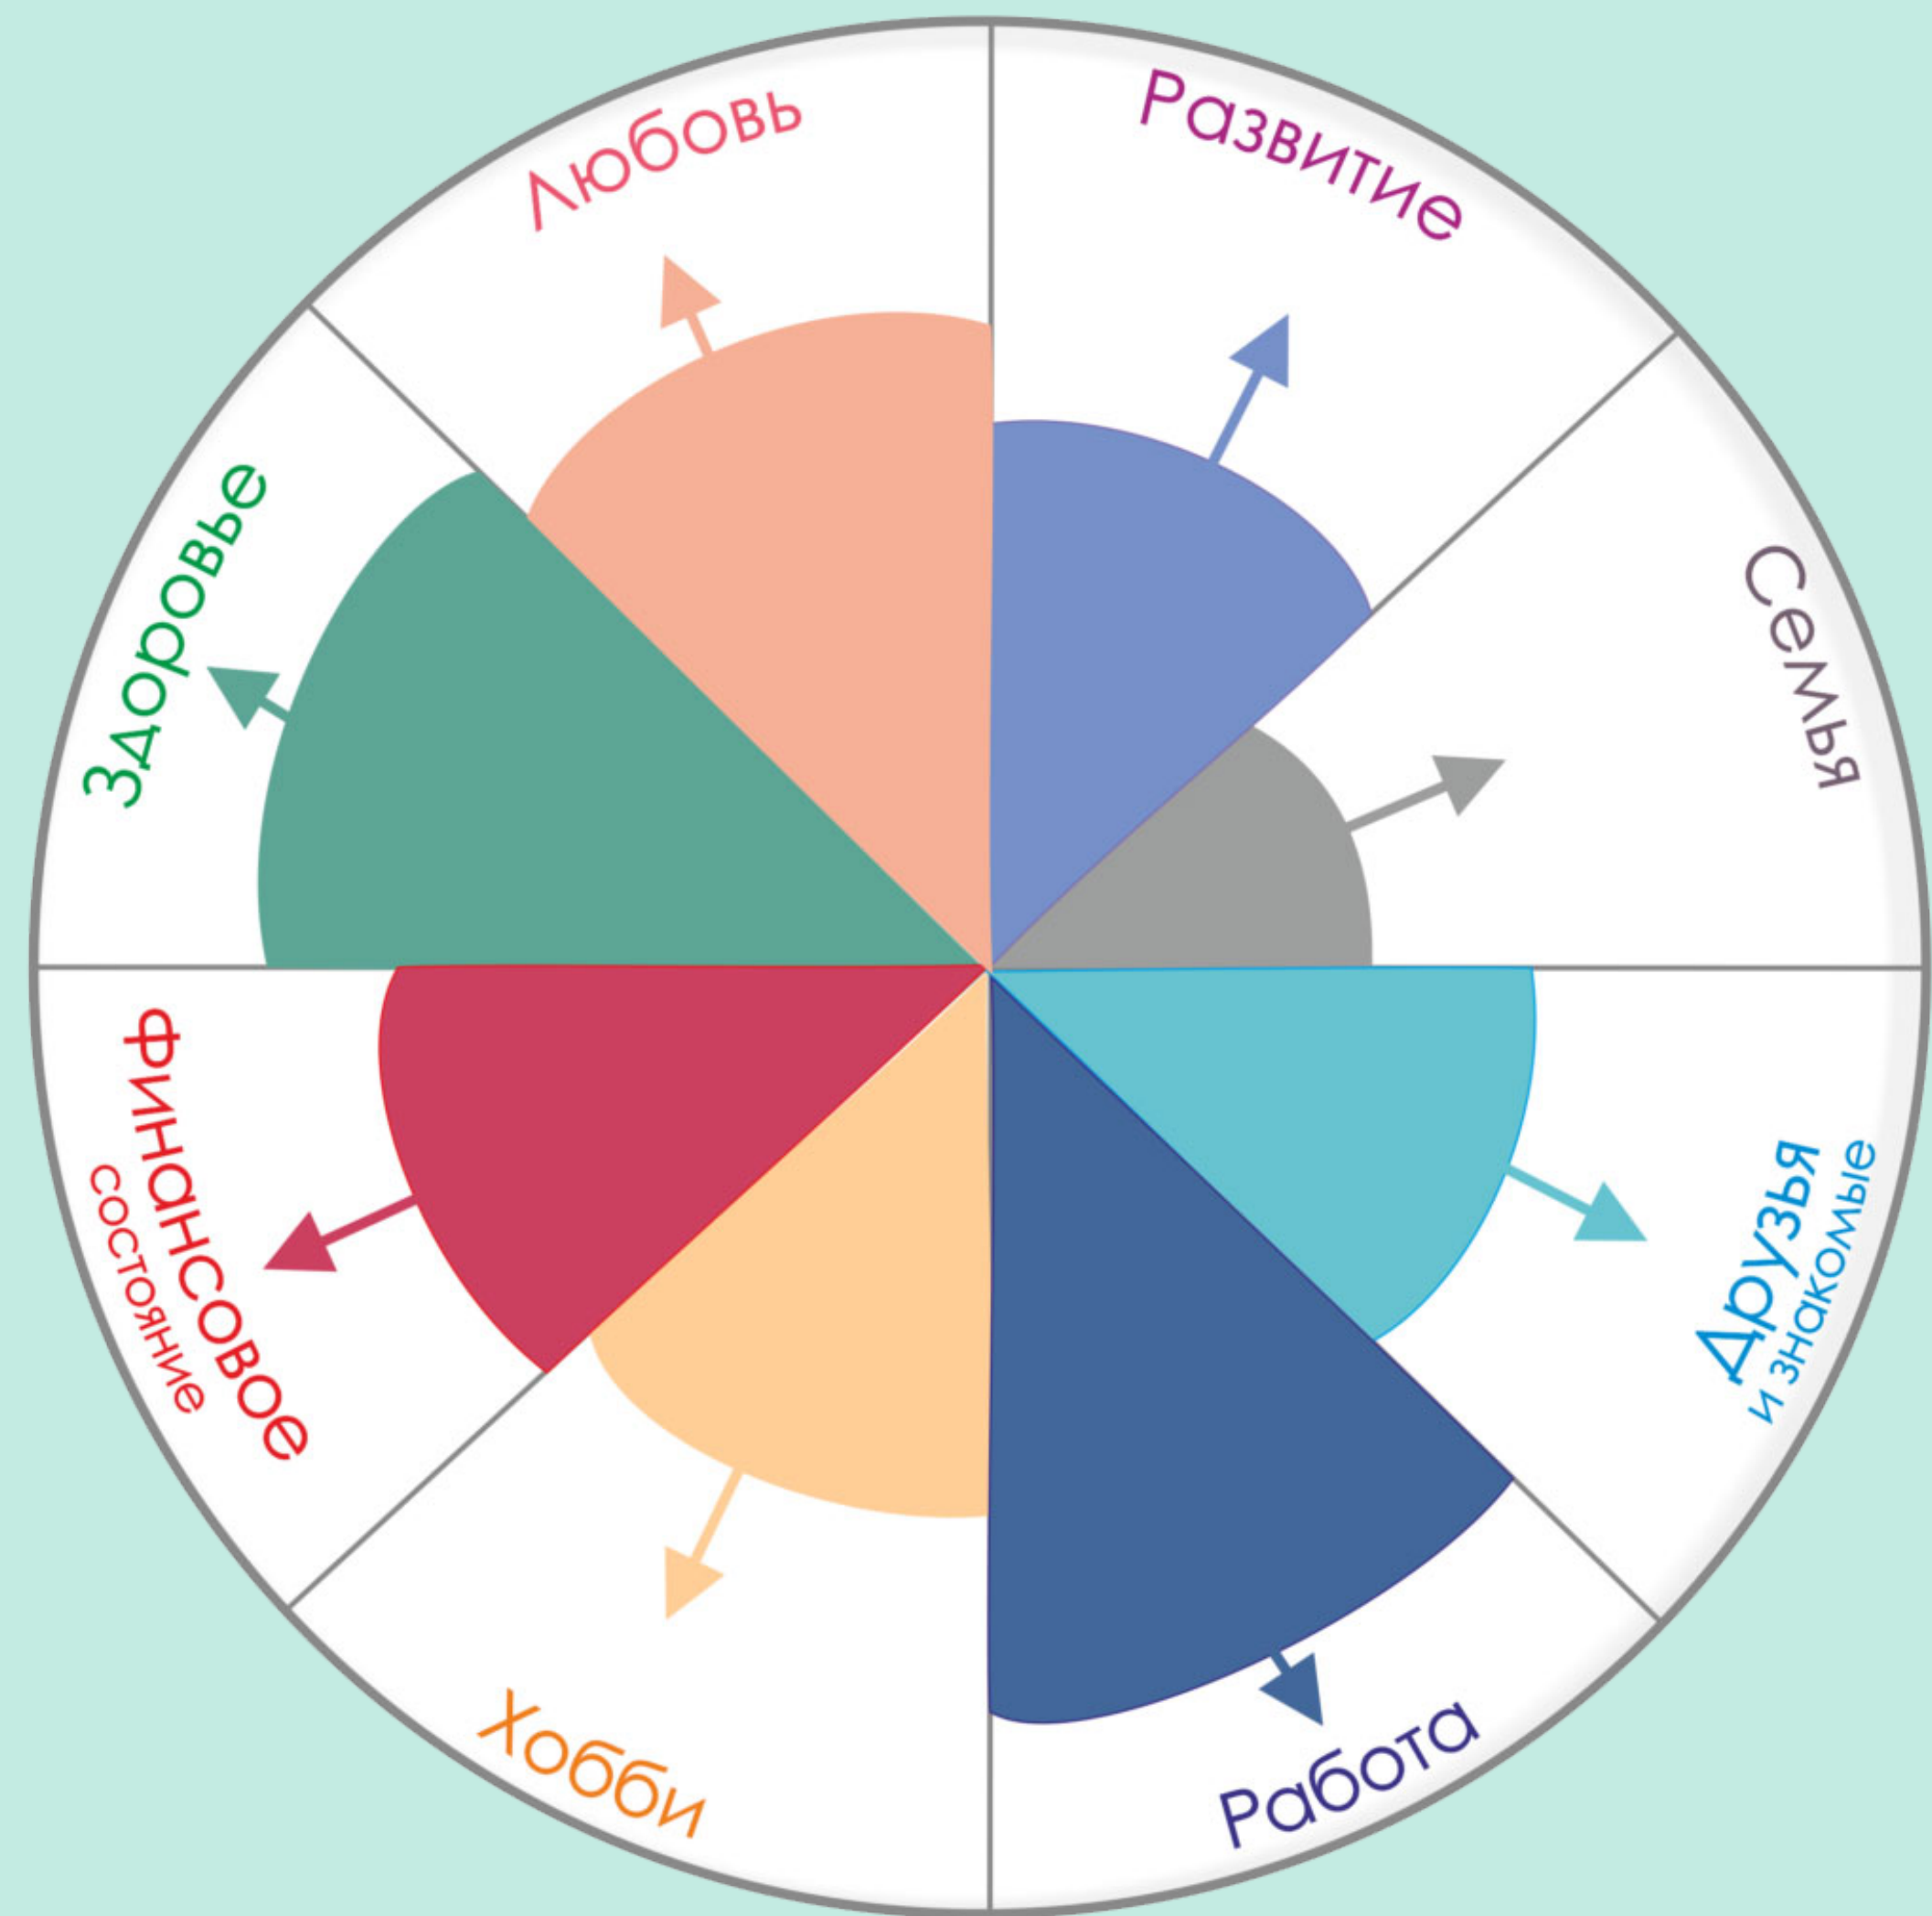 Любовь
Развитие
Семья
Друзья
и знакомые
Работа
Хобби
Финансовое
состояние
Здоровье